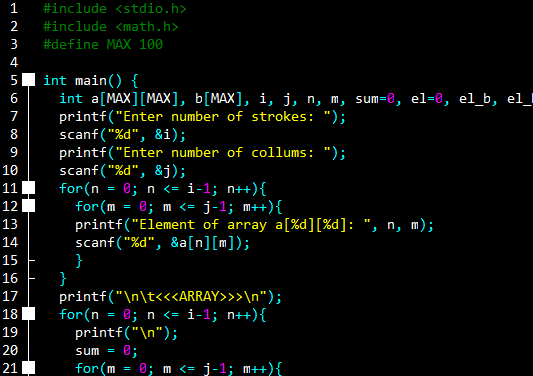 1 #include <stdio.h>
2 #include <math.h>
3 #define MAX 100
4
5 int main() {
6 int a[MAX][MAX], b[MAX], i, j, n, m, sum=0, el=0, el_b, el_
7 printf("Enter number of strokes: ");
8 scanf("%d", &i);
9 printf("Enter number of collums: ");
10 scanf("%d", &j);
11 for(n = 0; n <= i-1; n++){
12 for(m = 0; m <= j-1; m++){
13 printf("Element of array a[%d][%d]: ", n, m);
14 scanf("%d", &a[n][m]);
15 }
16 }
17 printf("\n\t<<<ARRAY>>>\n");
18 for(n = 0; n <= i-1; n++){
19 printf("\n");
20 sum = 0;
21 for(m = 0; m <= j-1; m++){